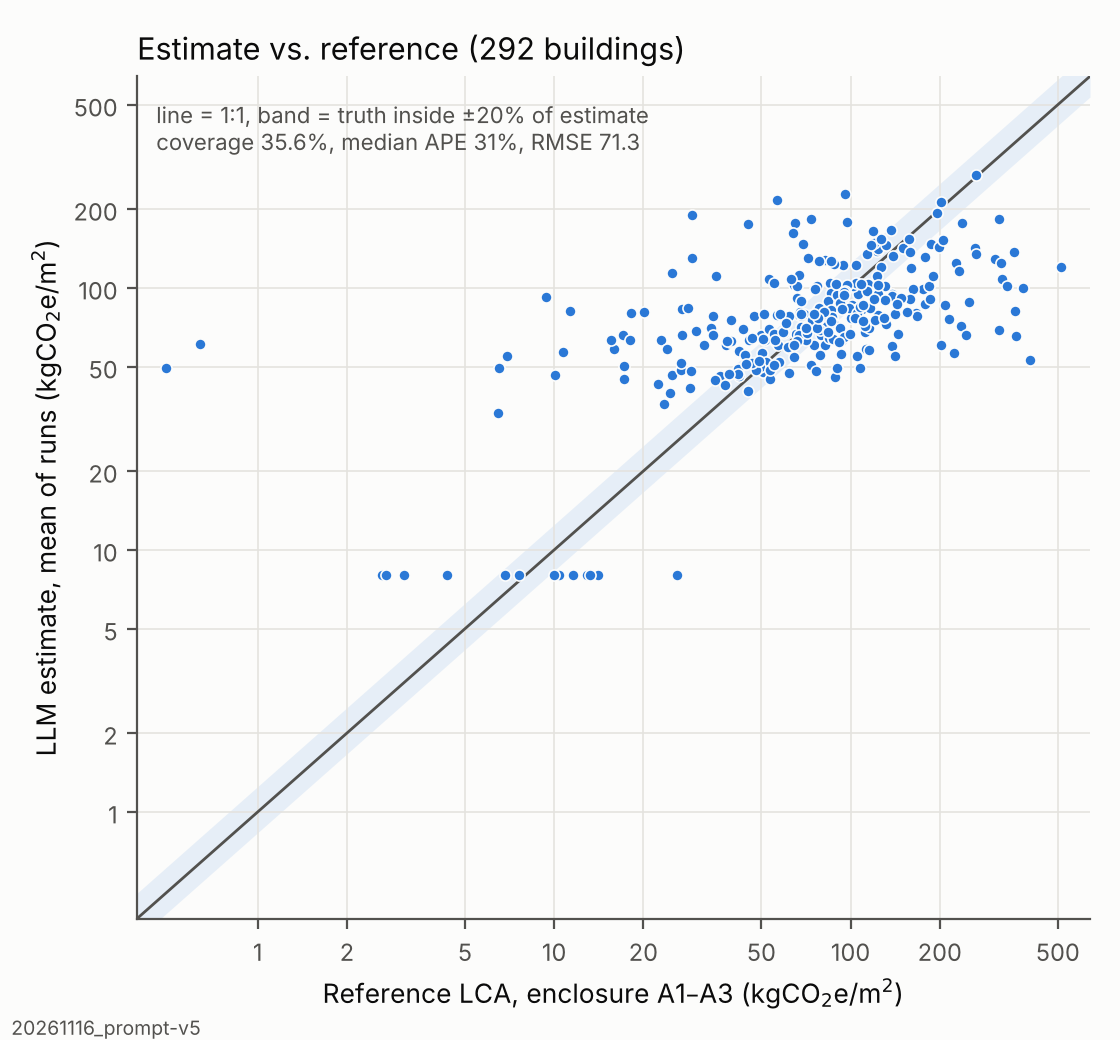 Estimate vs. reference (292 buildings)
line = 1:1, band = truth inside ±20% of estimate
coverage 35.6%, median APE 31%, RMSE 71.3
LLM estimate, mean of runs (kgCO₂e/m²)
500
200
100
50
20
10
5
2
1
1 2 5 10 20 50 100 200 500
Reference LCA, enclosure A1–A3 (kgCO₂e/m²)
20261116_prompt-v5